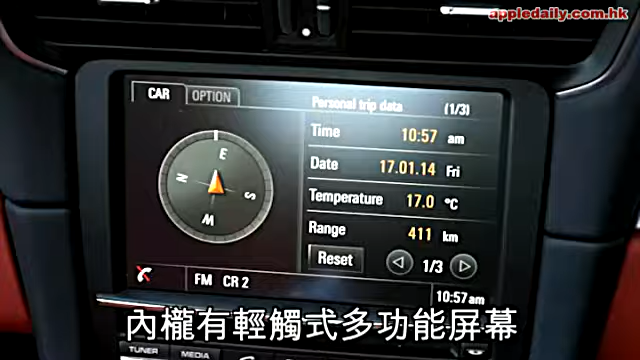 appledaily.com.hk
CAR OPTION
Personal trip data (1/3)
Time 10:57 am
Date 17.01.14 Fri
Temperature 17.0 °C
Range 411 km
Reset 1/3
E
N S
W
FM CR 2
10:57 am
內櫳有輕觸式多功能屏幕
TUNER MEDIA